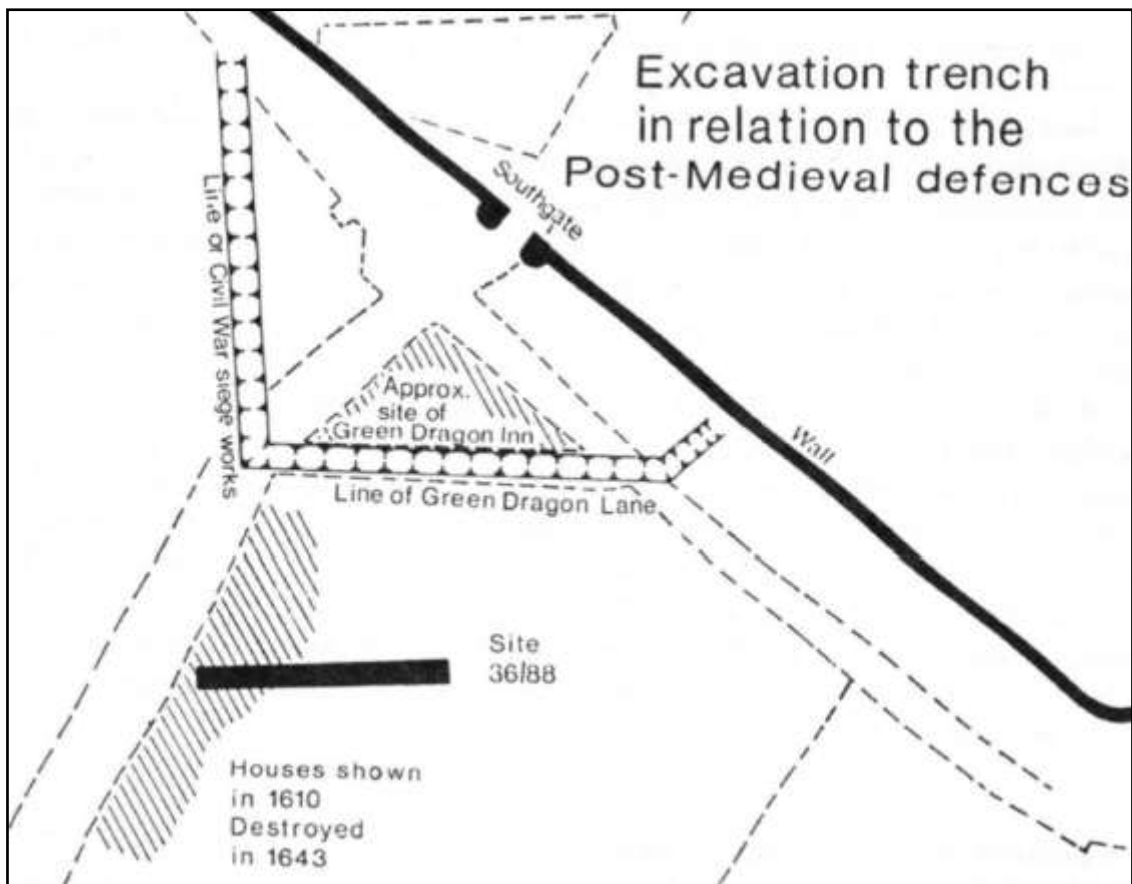 Excavation trench
in relation to the
Post-Medieval defences
Southgate
Line of Civil War siege works
Approx.
site of
Green Dragon Inn
Wall
Line of Green Dragon Lane
Site
36/88
Houses shown
in 1610
Destroyed
in 1643